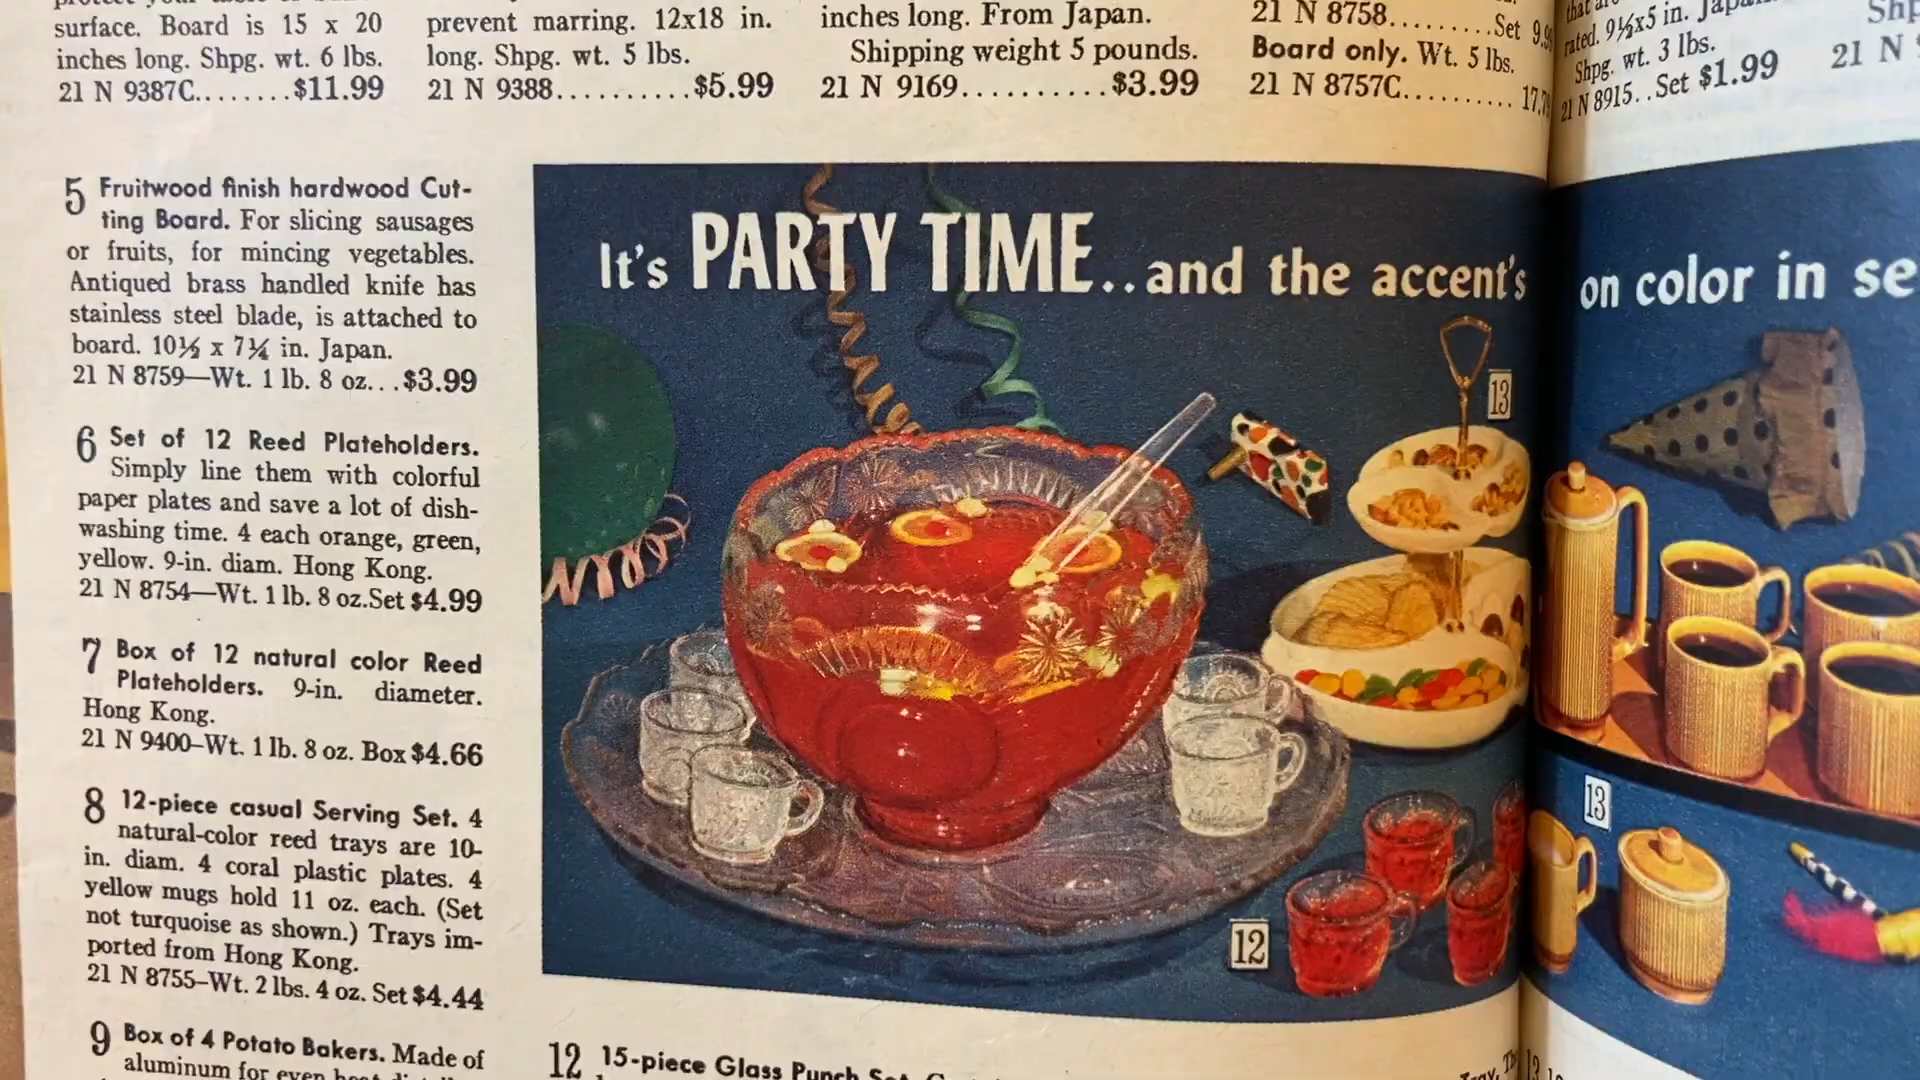 surface. Board is 15 x 20
inches long. Shpg. wt. 6 lbs.
21 N 9387C........$11.99
prevent marring. 12x18 in.
long. Shpg. wt. 5 lbs.
21 N 9388..........$5.99
inches long. From Japan.
Shipping weight 5 pounds.
21 N 9169..........$3.99
21 N 8758........Set
Board only. Wt. 5 lbs.
21 N 8757C..........
rated. 9½x5 in.
Shpg. wt. 3 lbs.
21 N 8915..Set $1.99
21 N
5 Fruitwood finish hardwood Cut-
ting Board. For slicing sausages
or fruits, for mincing vegetables.
Antiqued brass handled knife has
stainless steel blade, is attached to
board. 10½ x 7¼ in. Japan.
21 N 8759—Wt. 1 lb. 8 oz...$3.99
6 Set of 12 Reed Plateholders.
Simply line them with colorful
paper plates and save a lot of dish-
washing time. 4 each orange, green,
yellow. 9-in. diam. Hong Kong.
21 N 8754—Wt. 1 lb. 8 oz.Set $4.99
7 Box of 12 natural color Reed
Plateholders. 9-in. diameter.
Hong Kong.
21 N 9400–Wt. 1 lb. 8 oz. Box $4.66
8 12-piece casual Serving Set. 4
natural-color reed trays are 10-
in. diam. 4 coral plastic plates. 4
yellow mugs hold 11 oz. each. (Set
not turquoise as shown.) Trays im-
ported from Hong Kong.
21 N 8755–Wt. 2 lbs. 4 oz. Set $4.44
9 Box of 4 Potato Bakers. Made of
aluminum for even
It's PARTY TIME..and the accent's on color in se
13
13
12
12 15-piece Glass Punch Set.
13